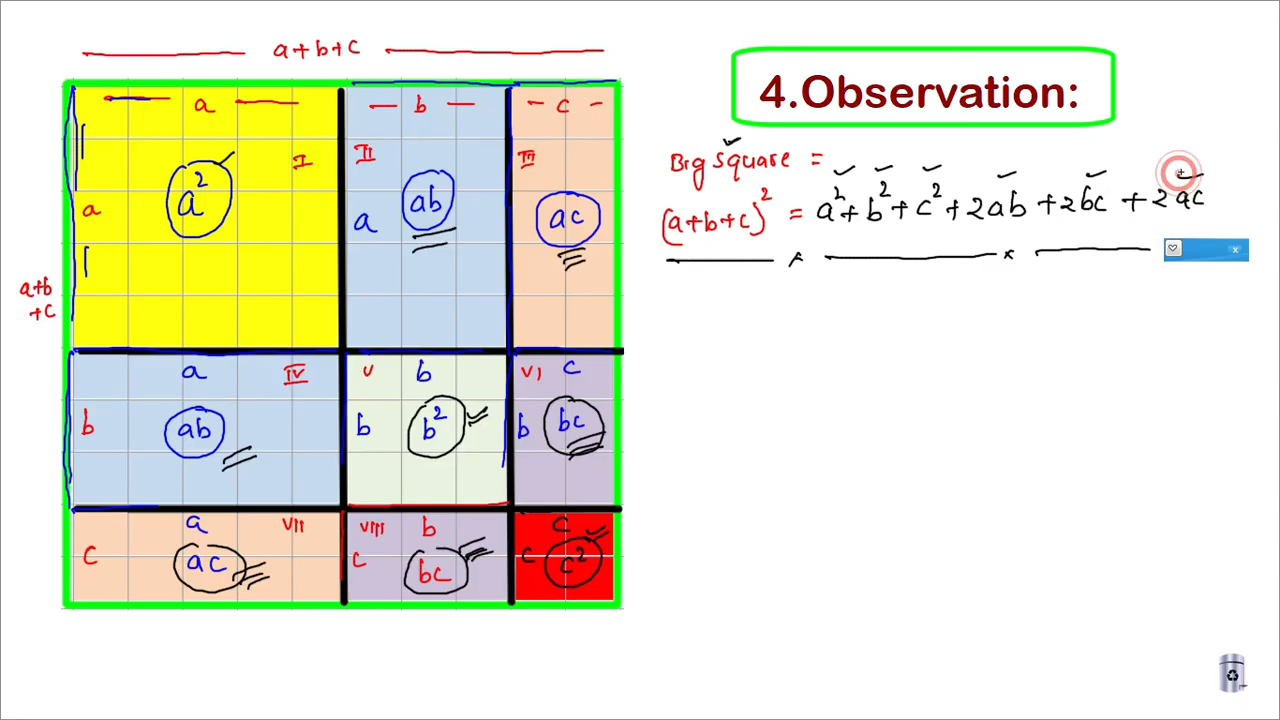 a+b+c
4.Observation:
a b c
Big square =
I II III
a² ab ac
(a+b+c)² = a²+b²+c²+2ab+2bc+2ac
a a
a+b
+c
a IV V b VI c
b ab b b² b bc
a VII VIII b c
c ac c bc c c²